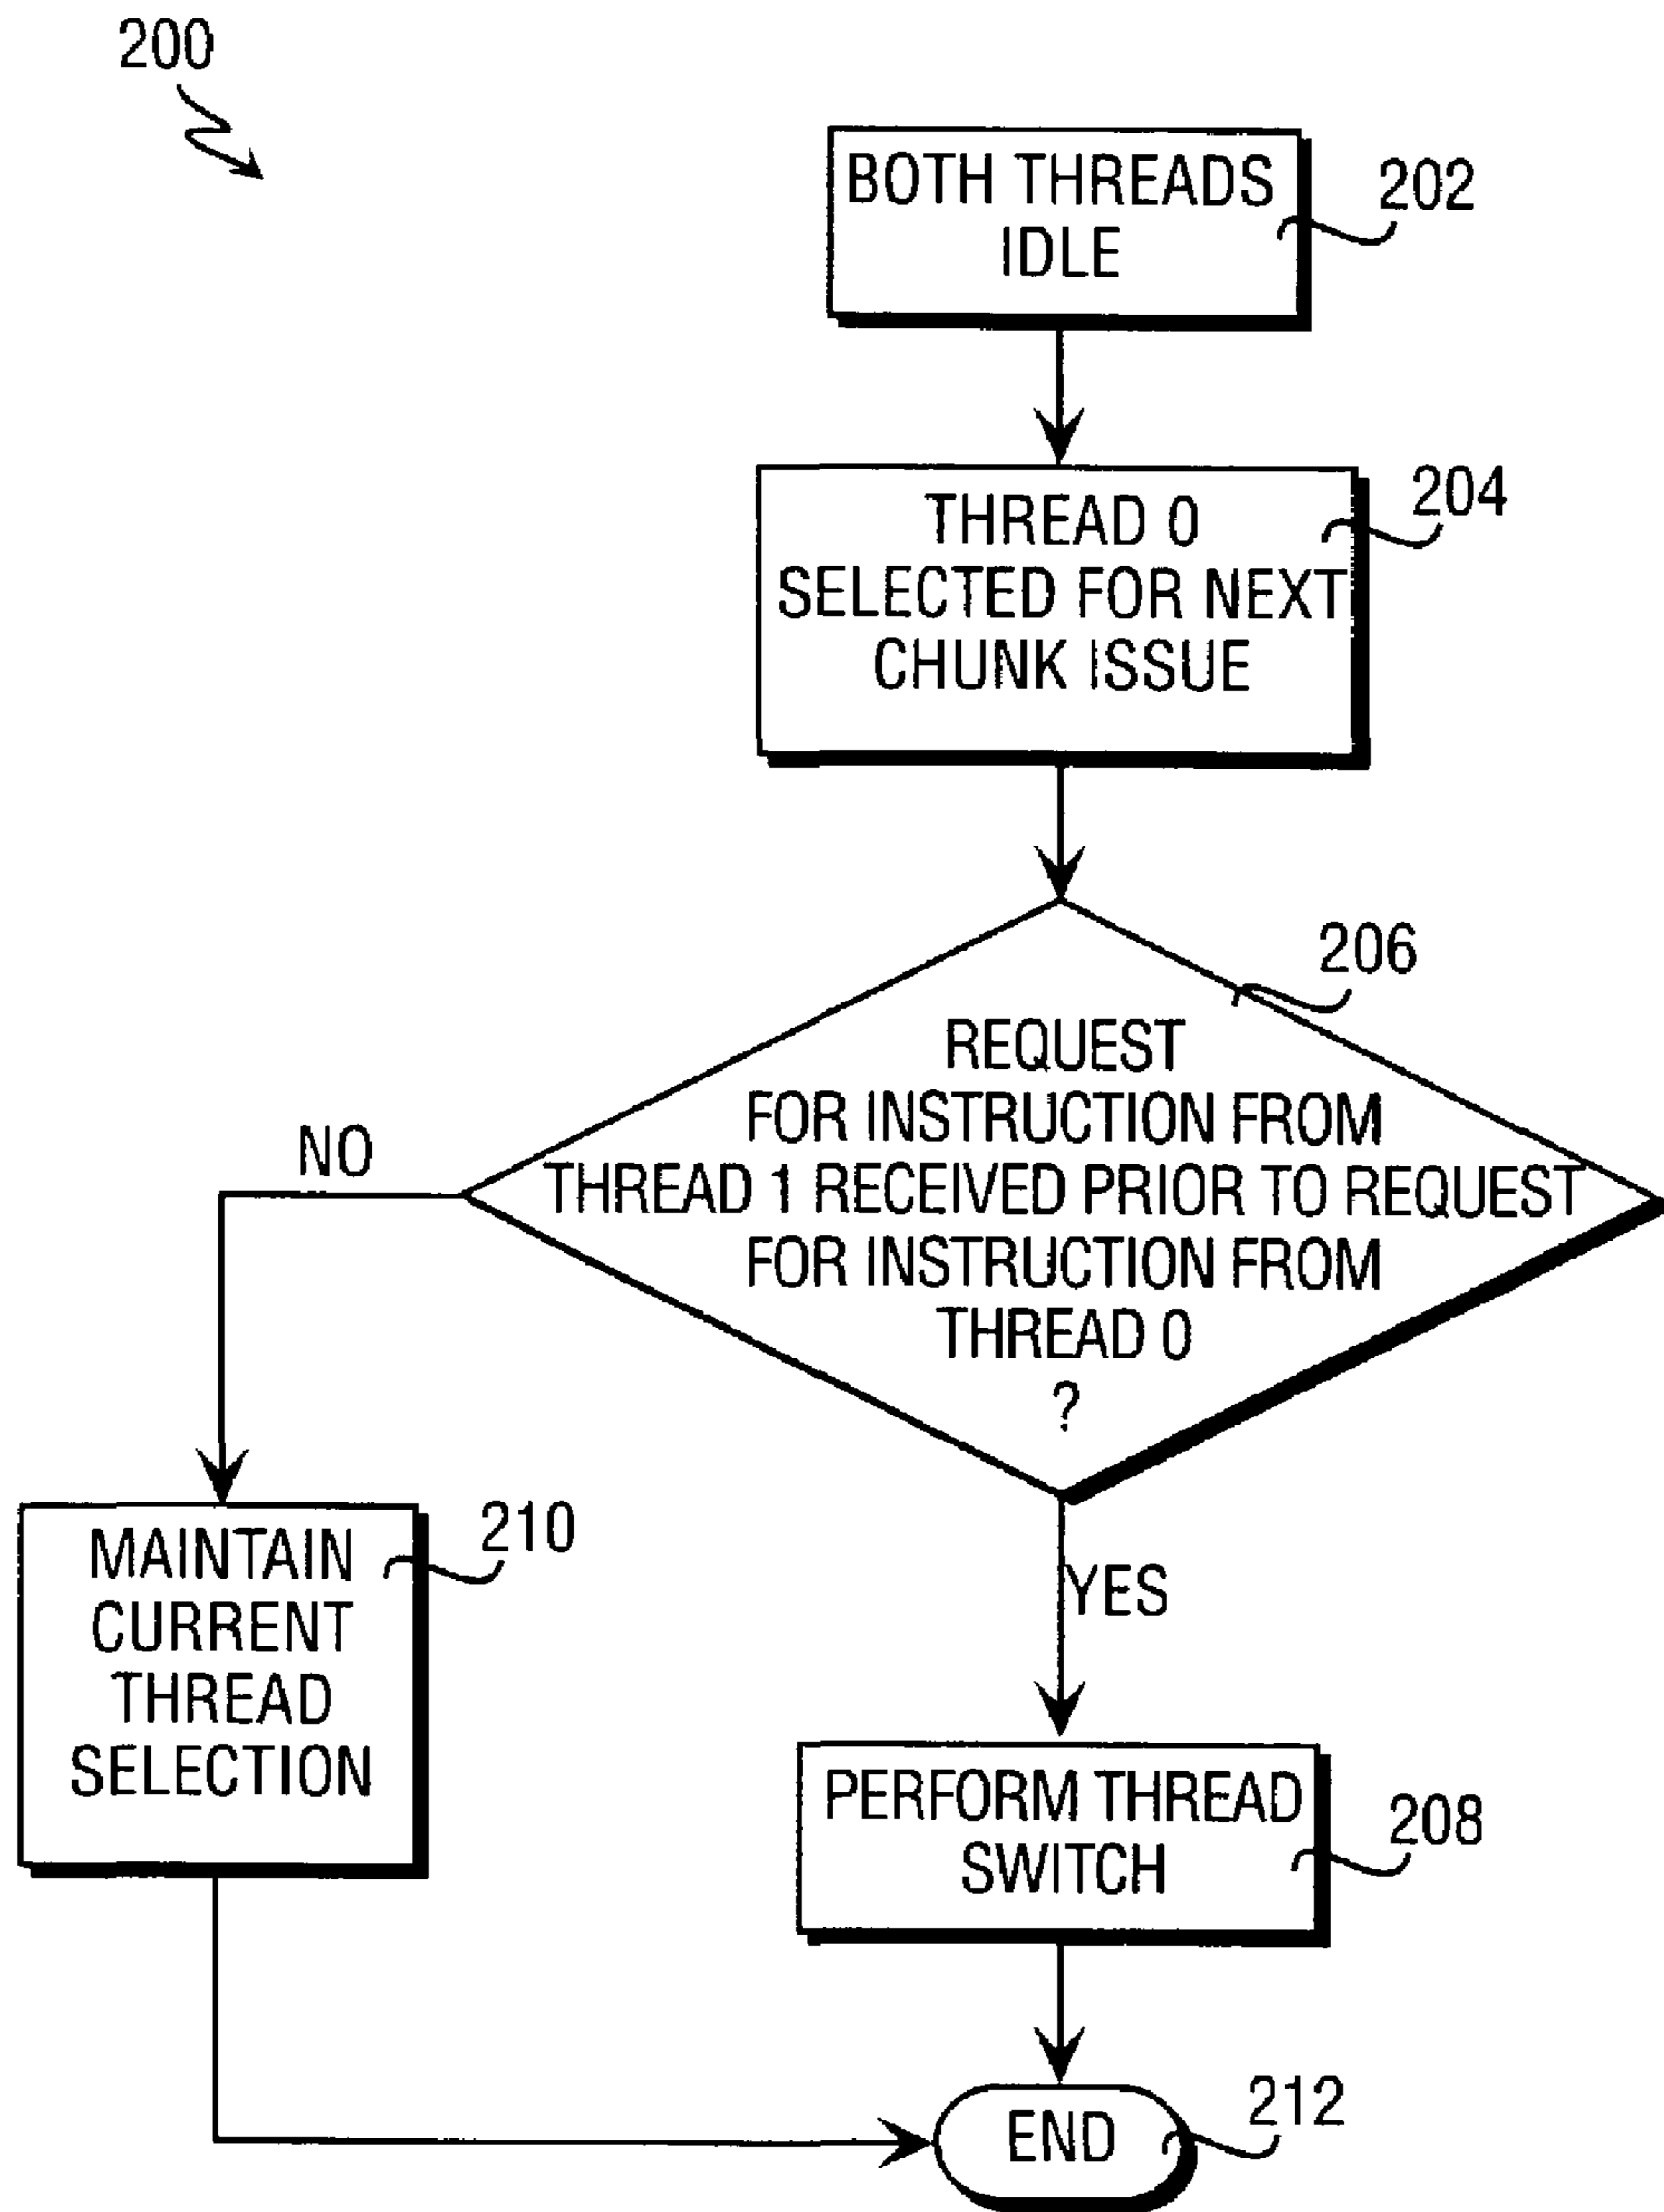 200
BOTH THREADS
IDLE
202
THREAD 0
SELECTED FOR NEXT
CHUNK ISSUE
204
206
REQUEST
FOR INSTRUCTION FROM
THREAD 1 RECEIVED PRIOR TO REQUEST
FOR INSTRUCTION FROM
THREAD 0
?
NO
YES
MAINTAIN
CURRENT
THREAD
SELECTION
210
PERFORM THREAD
SWITCH
208
END
212